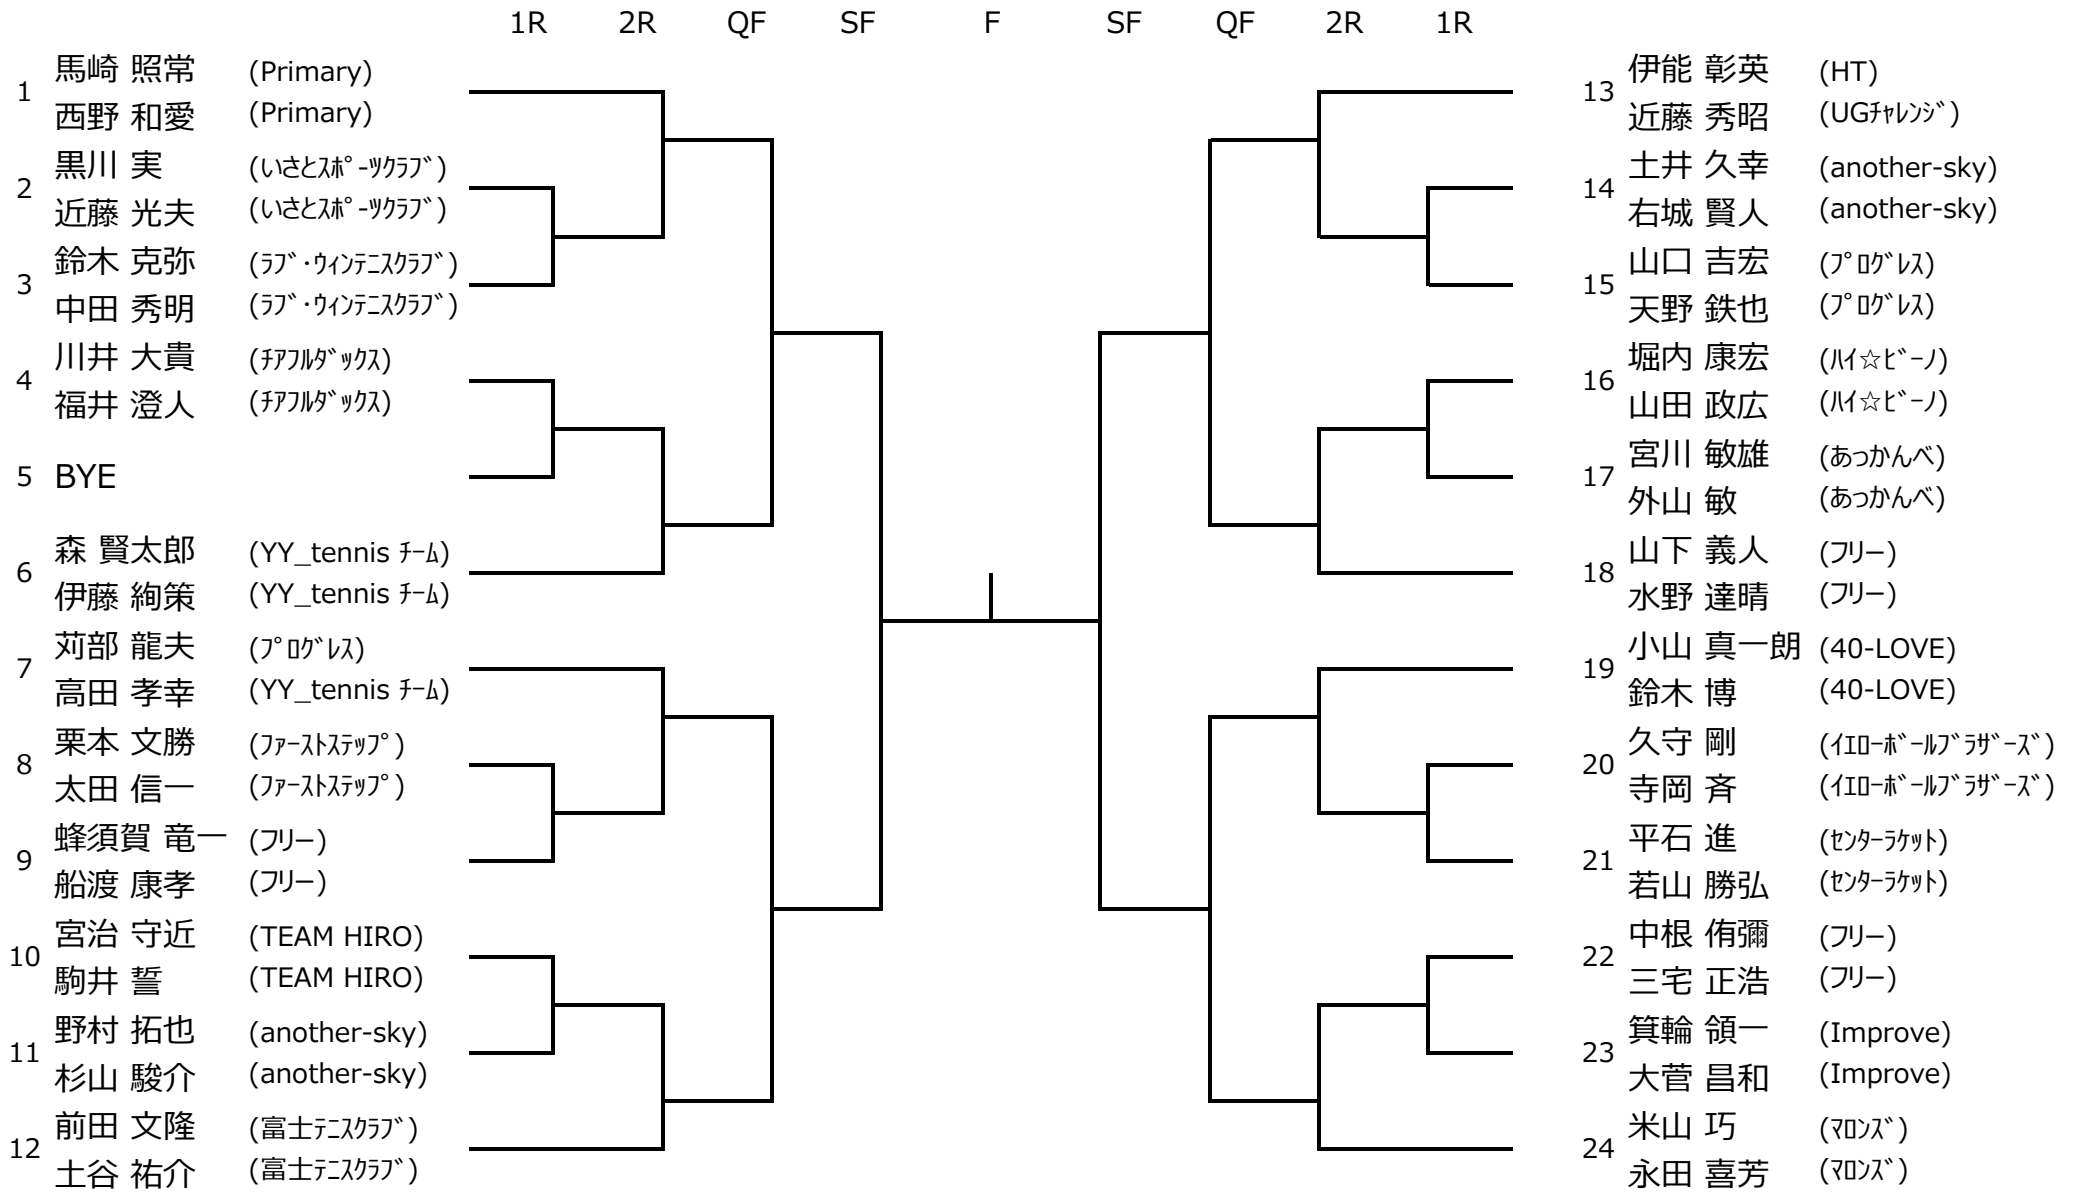 1R 2R QF SF F SF QF 2R 1R
1
馬崎 照常 (Primary)
西野 和愛 (Primary)
2
黒川 実 (いさとｽﾎﾟｰﾂｸﾗﾌﾞ)
近藤 光夫 (いさとｽﾎﾟｰﾂｸﾗﾌﾞ)
3
鈴木 克弥 (ﾗﾌﾞ･ｳｨﾝﾃﾆｽｸﾗﾌﾞ)
中田 秀明 (ﾗﾌﾞ･ｳｨﾝﾃﾆｽｸﾗﾌﾞ)
4
川井 大貴 (ﾁｱﾌﾙﾀﾞｯｸｽ)
福井 澄人 (ﾁｱﾌﾙﾀﾞｯｸｽ)
5 BYE
6
森 賢太郎 (YY_tennis ﾁｰﾑ)
伊藤 絢策 (YY_tennis ﾁｰﾑ)
7
苅部 龍夫 (ﾌﾟﾛｸﾞﾚｽ)
高田 孝幸 (YY_tennis ﾁｰﾑ)
8
栗本 文勝 (ﾌｧｰｽﾄｽﾃｯﾌﾟ)
太田 信一 (ﾌｧｰｽﾄｽﾃｯﾌﾟ)
9
蜂須賀 竜一 (フリー)
船渡 康孝 (フリー)
10
宮治 守近 (TEAM HIRO)
駒井 誓 (TEAM HIRO)
11
野村 拓也 (another-sky)
杉山 駿介 (another-sky)
12
前田 文隆 (富士ﾃﾆｽｸﾗﾌﾞ)
土谷 祐介 (富士ﾃﾆｽｸﾗﾌﾞ)
13
伊能 彰英 (HT)
近藤 秀昭 (UGﾁｬﾚﾝｼﾞ)
14
土井 久幸 (another-sky)
右城 賢人 (another-sky)
15
山口 吉宏 (ﾌﾟﾛｸﾞﾚｽ)
天野 鉄也 (ﾌﾟﾛｸﾞﾚｽ)
16
堀内 康宏 (ﾊｲ☆ﾋﾞｰﾉ)
山田 政広 (ﾊｲ☆ﾋﾞｰﾉ)
17
宮川 敏雄 (あっかんべ)
外山 敏 (あっかんべ)
18
山下 義人 (フリー)
水野 達晴 (フリー)
19
小山 真一朗 (40-LOVE)
鈴木 博 (40-LOVE)
20
久守 剛 (ｲｴﾛｰﾎﾞｰﾙﾌﾞﾗｻﾞｰｽﾞ)
寺岡 斉 (ｲｴﾛｰﾎﾞｰﾙﾌﾞﾗｻﾞｰｽﾞ)
21
平石 進 (ｾﾝﾀｰﾗｹｯﾄ)
若山 勝弘 (ｾﾝﾀｰﾗｹｯﾄ)
22
中根 侑彌 (フリー)
三宅 正浩 (フリー)
23
箕輪 領一 (Improve)
大菅 昌和 (Improve)
24
米山 巧 (ﾏﾛﾝｽﾞ)
永田 喜芳 (ﾏﾛﾝｽﾞ)